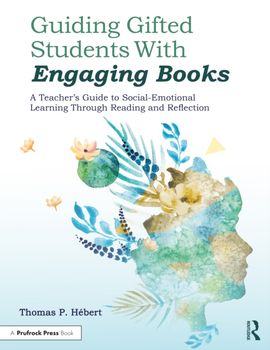 Guiding Gifted
Students With
Engaging Books
A Teacher's Guide to Social-Emotional
Learning Through Reading and Reflection
Thomas P. Hébert
A Prufrock Press Book
ROUTLEDGE